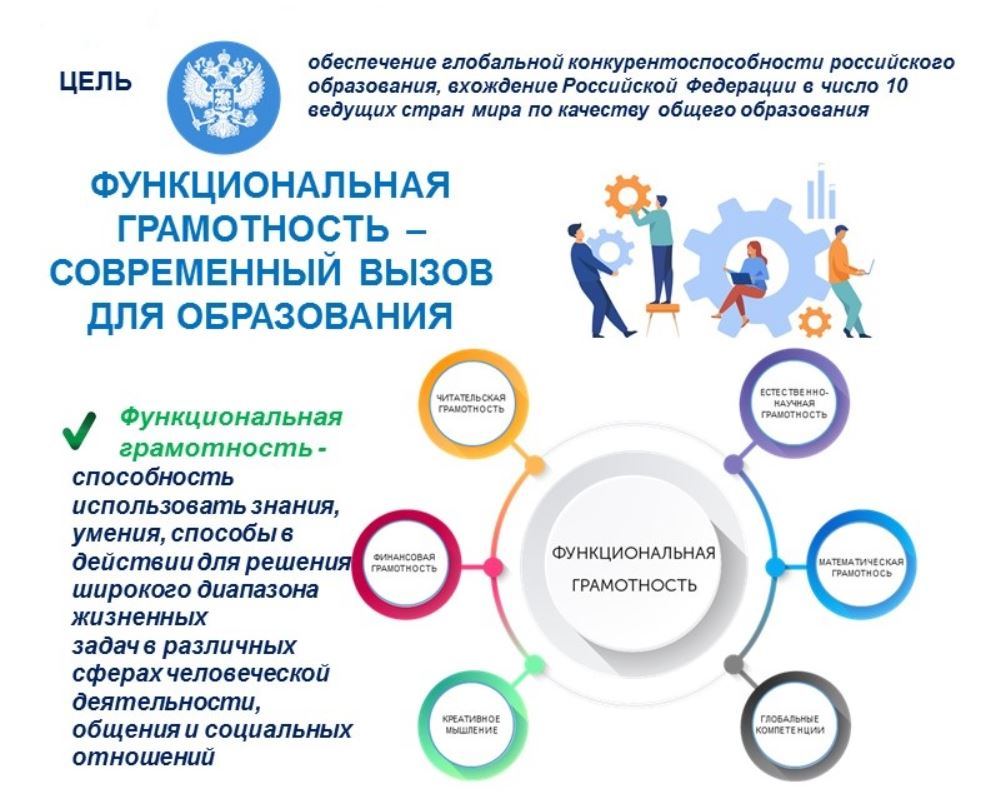 ЦЕЛЬ
обеспечение глобальной конкурентоспособности российского
образования, вхождение Российской Федерации в число 10
ведущих стран мира по качеству общего образования
ФУНКЦИОНАЛЬНАЯ
ГРАМОТНОСТЬ –
СОВРЕМЕННЫЙ ВЫЗОВ
ДЛЯ ОБРАЗОВАНИЯ
Функциональная
грамотность -
способность
использовать знания,
умения, способы в
действии для решения
широкого диапазона
жизненных
задач в различных
сферах человеческой
деятельности,
общения и социальных
отношений
ЧИТАТЕЛЬСКАЯ
ГРАМОТНОСТЬ
ЕСТЕСТВЕННО-
НАУЧНАЯ
ГРАМОТНОСТЬ
ФИНАНСОВАЯ
ГРАМОТНОСТЬ
ФУНКЦИОНАЛЬНАЯ
ГРАМОТНОСТЬ
МАТЕМАТИЧЕСКАЯ
ГРАМОТНОСЬ
КРЕАТИВНОЕ
МЫШЛЕНИЕ
ГЛОБАЛЬНЫЕ
КОМПЕТЕНЦИИ